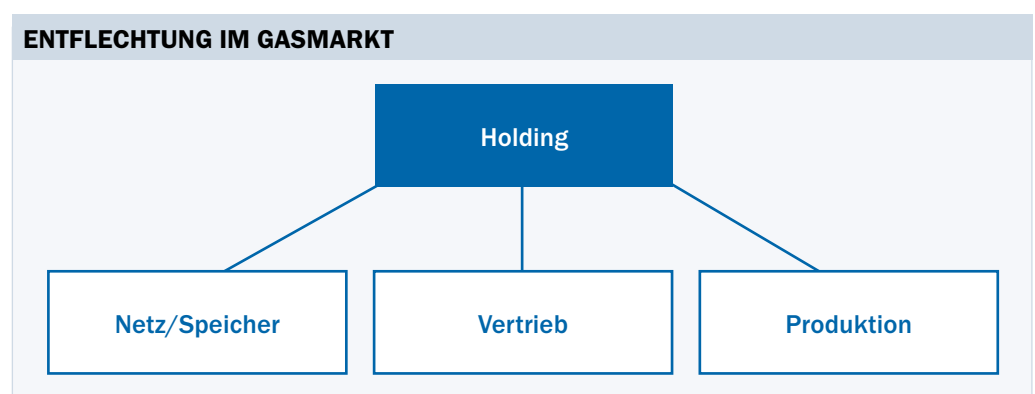 ENTFLECHTUNG IM GASMARKT
Holding
Netz/Speicher
Vertrieb
Produktion